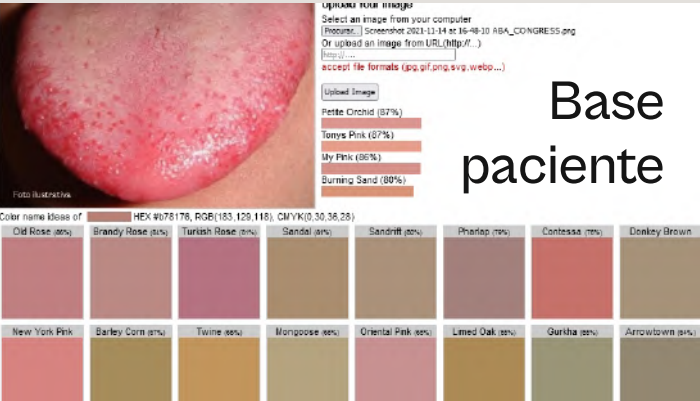 Upload Your Image
Select an image from your computer
Procurar... Screenshot 2021-11-14 at 16-48-10 ABA_CONGRESS.png
Or upload an image from URL(http://...)
http://....
accept file formats (jpg,gif,png,svg,webp...)
Upload Image
Petite Orchid (87%)
Tonys Pink (87%)
My Pink (86%)
Burning Sand (80%)
Base
paciente
Foto ilustrativa
Color name ideas of HEX #b78176, RGB(183,129,118), CMYK(0,30,36,28)
Old Rose Brandy Rose Turkish Rose Sandal Sandrift Pharlap Contessa Donkey Brown
New York Pink Barley Corn Twine Mongoose Oriental Pink Limed Oak Gurkha Arrowtown